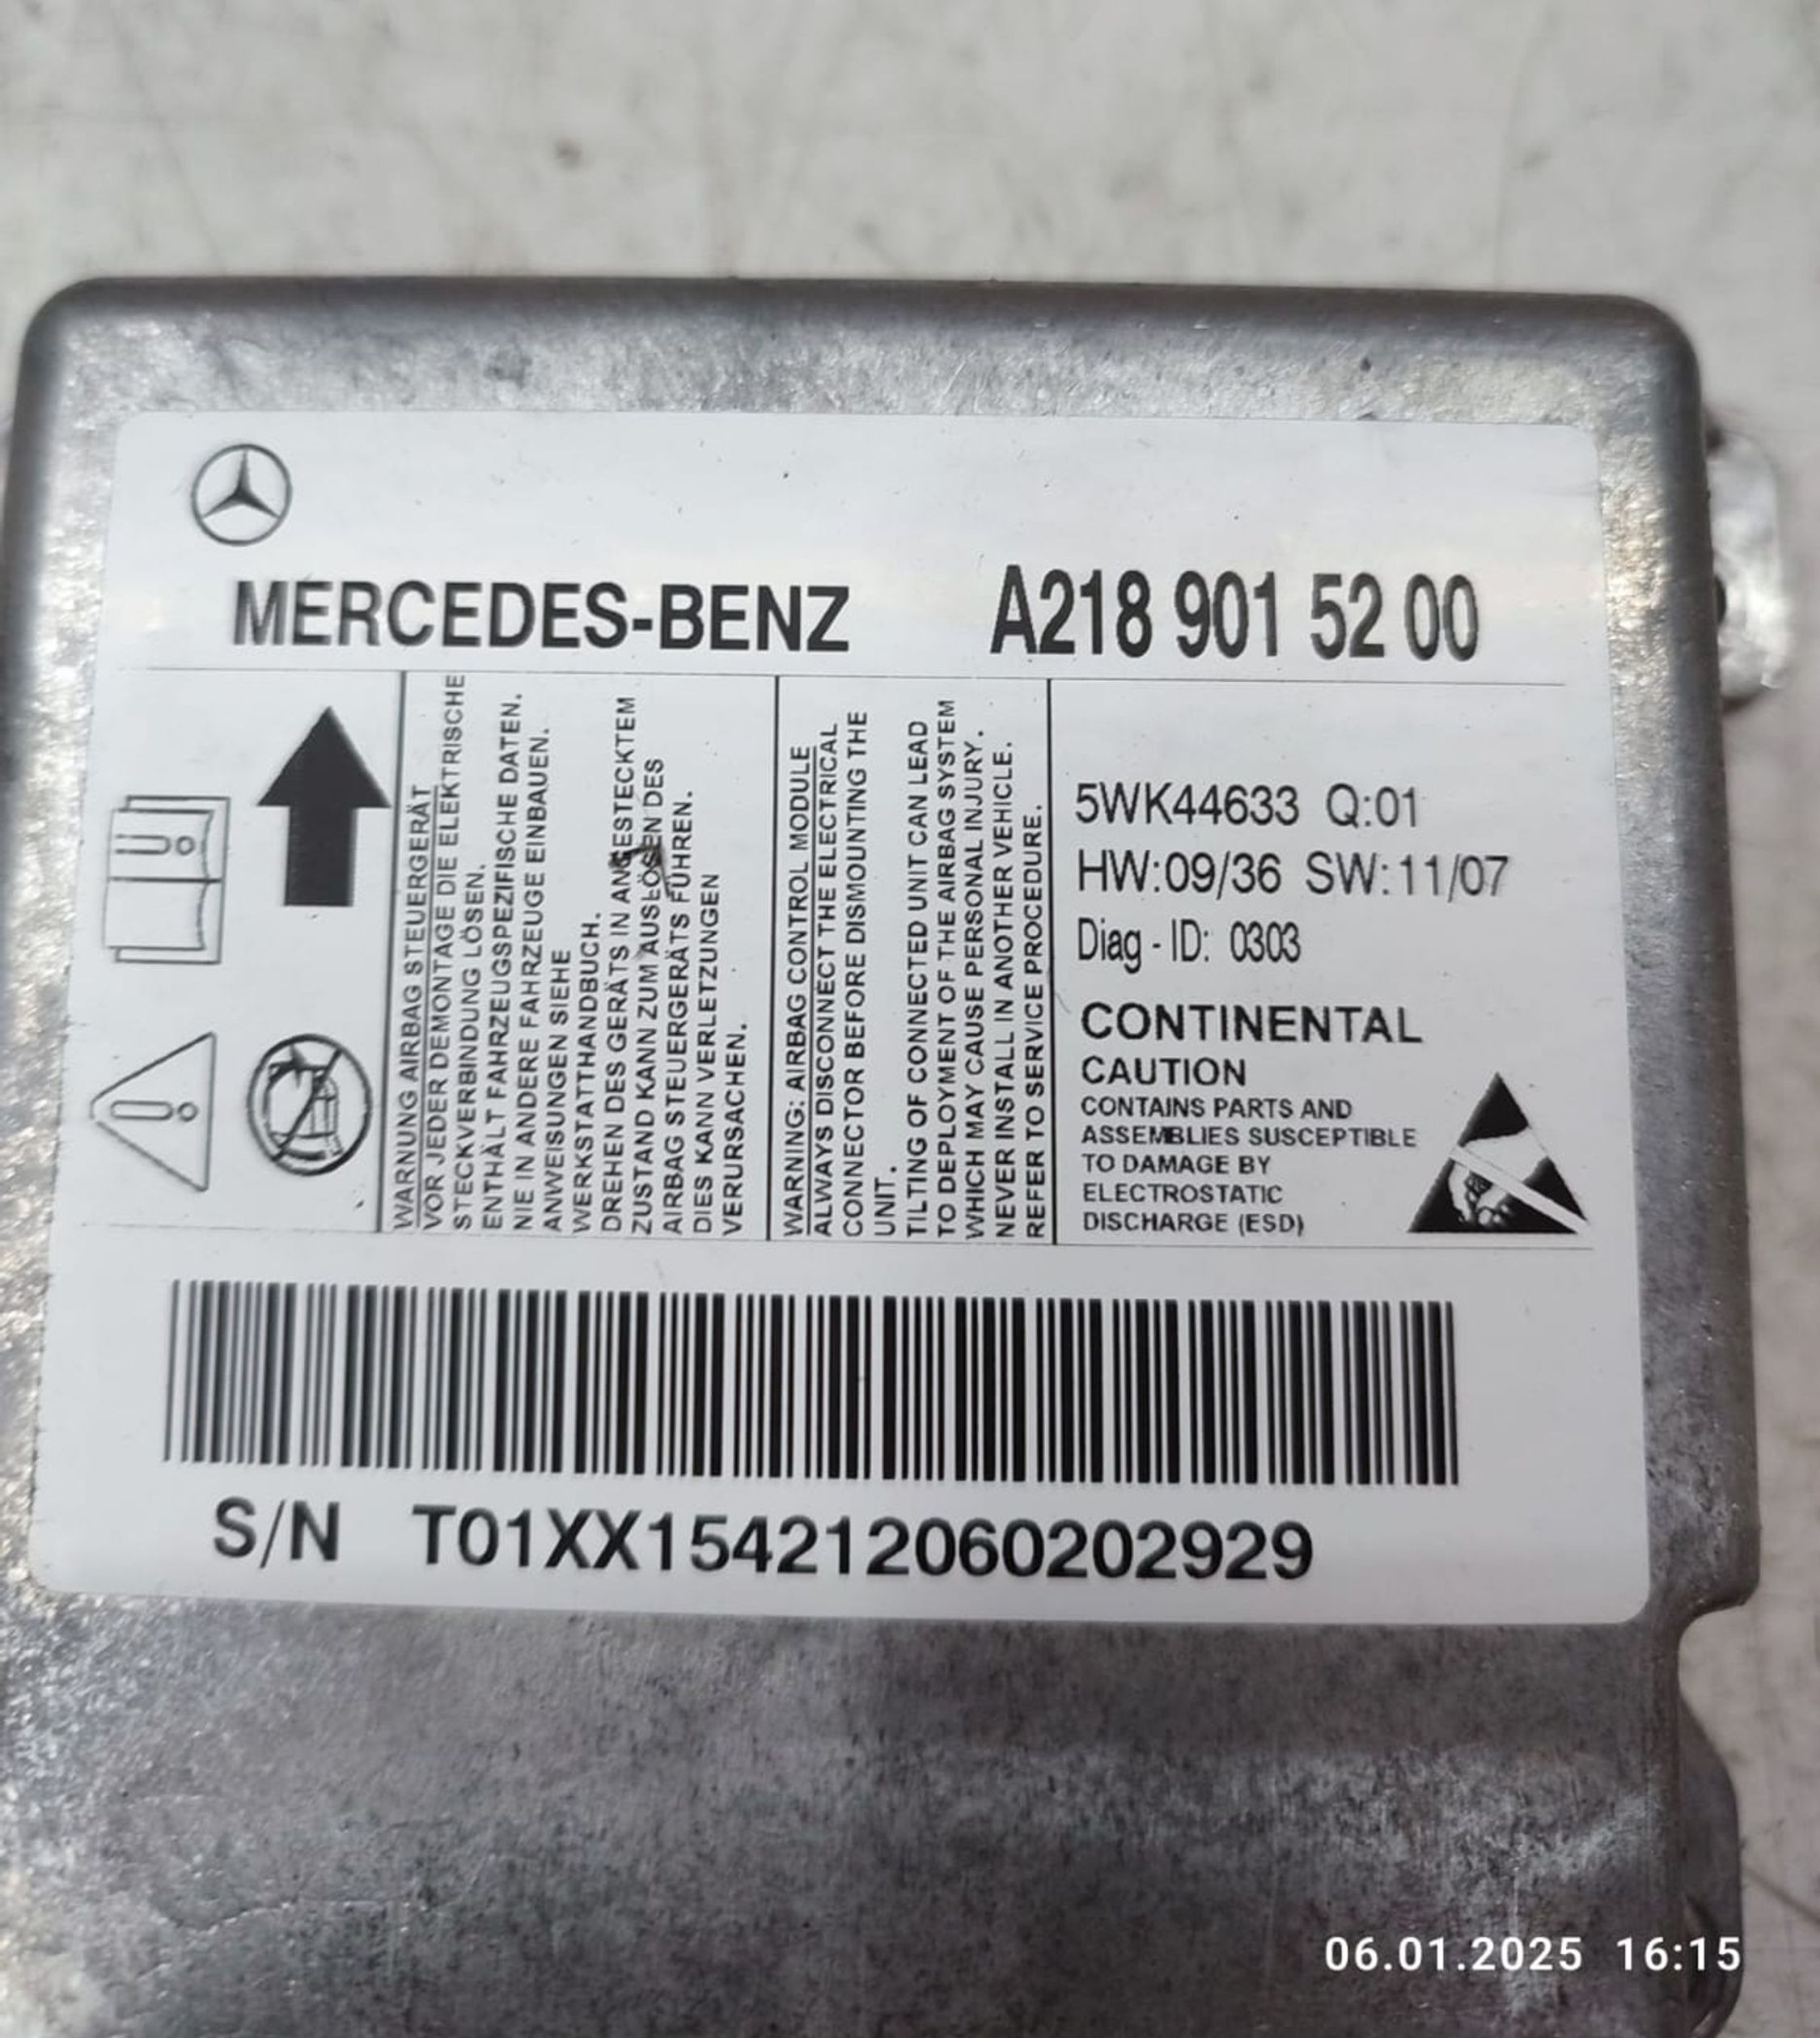 MERCEDES-BENZ
A218 901 52 00
WARNUNG AIRBAG STEUERGERÄT
VOR JEDER DEMONTAGE DIE ELEKTRISCHE
STECKVERBINDUNG LÖSEN.
ENTHÄLT FAHRZEUGSPEZIFISCHE DATEN.
NIE IN ANDERE FAHRZEUGE EINBAUEN.
ANWEISUNGEN SIEHE
WERKSTATTHANDBUCH.
DREHEN DES GERÄTS IN ANGESTECKTEM
ZUSTAND KANN ZUM AUSLÖSEN DES
AIRBAG STEUERGERÄTS FÜHREN.
DIES KANN VERLETZUNGEN
VERURSACHEN.
WARNING: AIRBAG CONTROL MODULE
ALWAYS DISCONNECT THE ELECTRICAL
CONNECTOR BEFORE DISMOUNTING THE
UNIT.
TILTING OF CONNECTED UNIT CAN LEAD
TO DEPLOYMENT OF THE AIRBAG SYSTEM
WHICH MAY CAUSE PERSONAL INJURY.
NEVER INSTALL IN ANOTHER VEHICLE.
REFER TO SERVICE PROCEDURE.
5WK44633 Q:01
HW:09/36 SW:11/07
Diag - ID: 0303
CONTINENTAL
CAUTION
CONTAINS PARTS AND
ASSEMBLIES SUSCEPTIBLE
TO DAMAGE BY
ELECTROSTATIC
DISCHARGE (ESD)
S/N T01XX154212060202929
06.01.2025 16:15